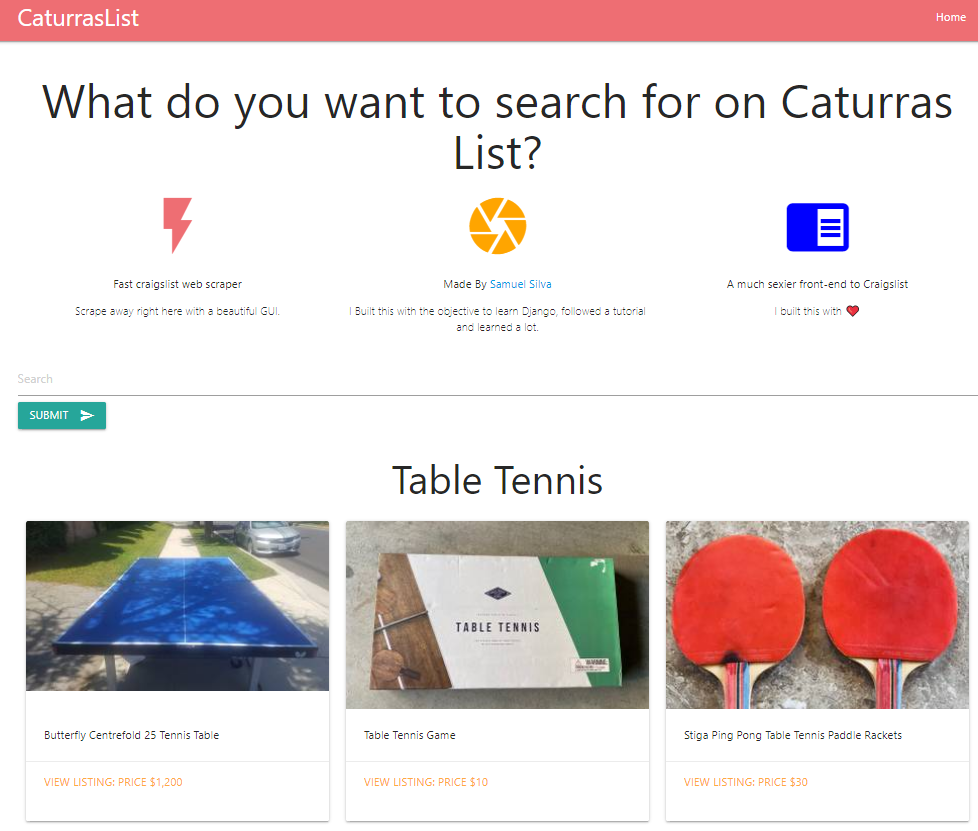 CaturrasList
Home
What do you want to search for on Caturras
List?
Fast craigslist web scraper
Scrape away right here with a beautiful GUI.
Made By Samuel Silva
I Built this with the objective to learn Django, followed a tutorial
and learned a lot.
A much sexier front-end to Craigslist
I built this with ❤️
Search
SUBMIT
Table Tennis
TABLE TENNIS
Butterfly Centrefold 25 Tennis Table
VIEW LISTING: PRICE $1,200
Table Tennis Game
VIEW LISTING: PRICE $10
Stiga Ping Pong Table Tennis Paddle Rackets
VIEW LISTING: PRICE $30